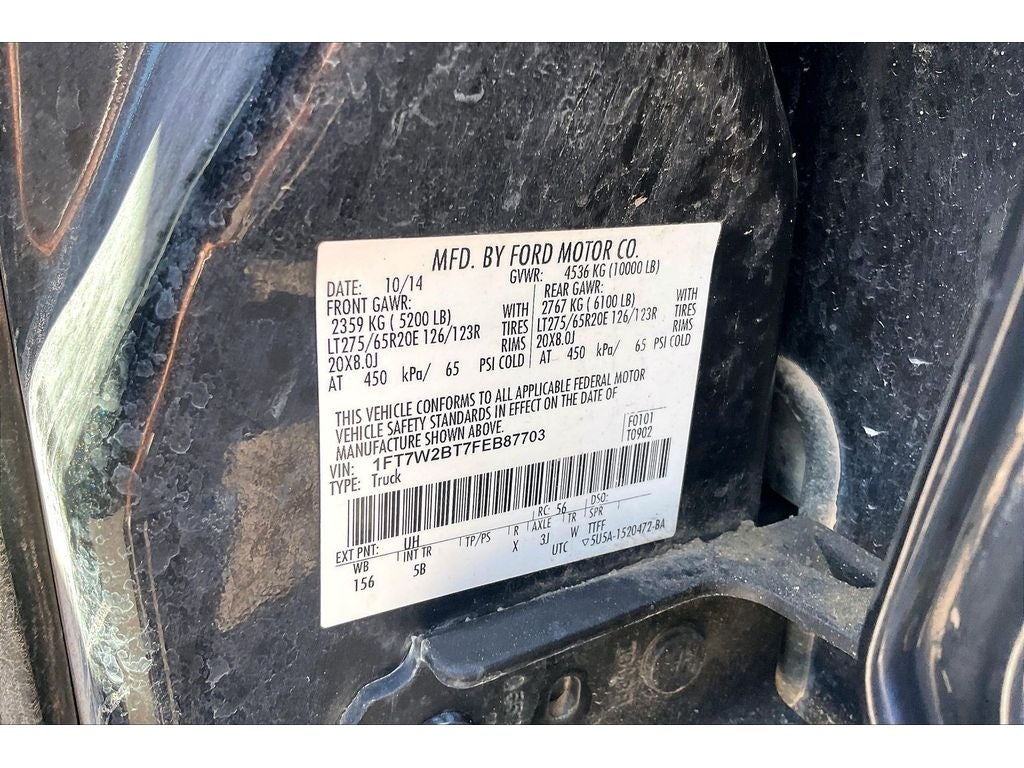 MFD. BY FORD MOTOR CO.
DATE: 10/14 GVWR: 4536 KG (10000 LB)
FRONT GAWR: REAR GAWR:
2359 KG ( 5200 LB) WITH 2767 KG ( 6100 LB) WITH
LT275/65R20E 126/123R TIRES LT275/65R20E 126/123R TIRES
20X8.0J RIMS 20X8.0J RIMS
AT 450 kPa/ 65 PSI COLD AT 450 kPa/ 65 PSI COLD
THIS VEHICLE CONFORMS TO ALL APPLICABLE FEDERAL MOTOR
VEHICLE SAFETY STANDARDS IN EFFECT ON THE DATE OF
MANUFACTURE SHOWN ABOVE.
VIN: 1FT7W2BT7FEB87703 F0101
TYPE: Truck T0902
EXT PNT: UH RC: 56 DSO:
WB INT TR TP/PS R AXLE TR SPR
156 5B X 3J W TTFF
UTC ▽5U5A-1520472-BA